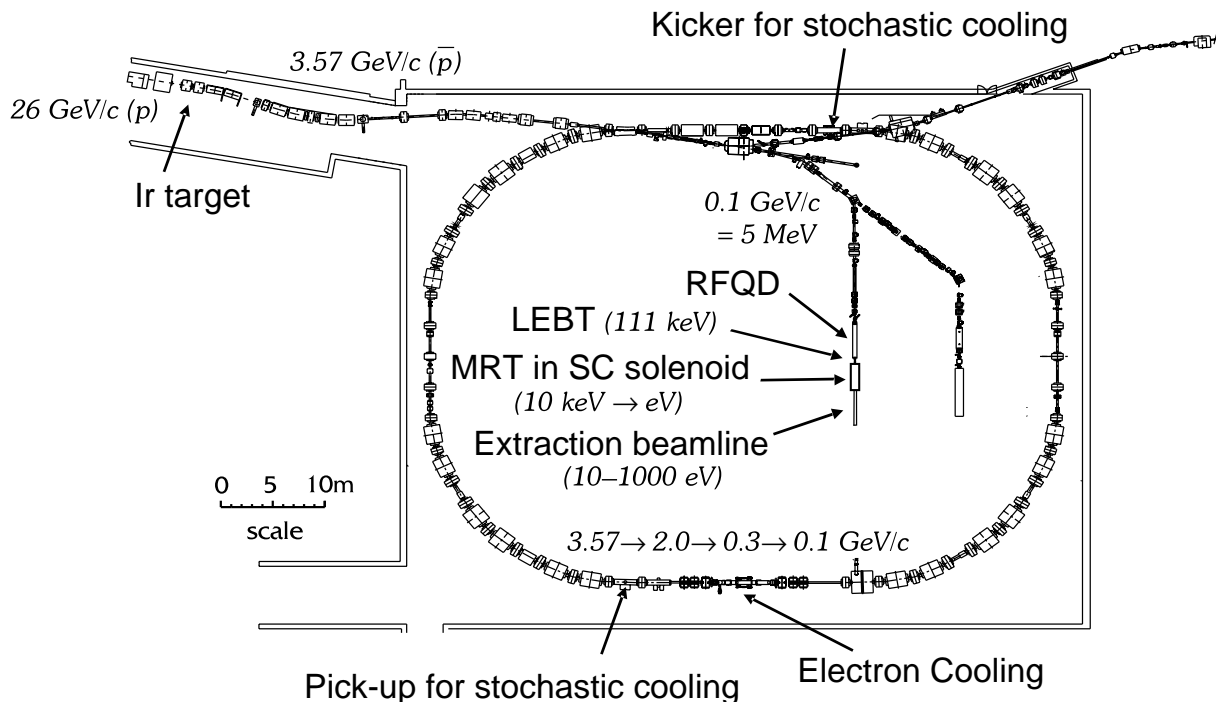 Kicker for stochastic cooling
3.57 GeV/c (p̅)
26 GeV/c (p)
Ir target
0.1 GeV/c
= 5 MeV
RFQD
LEBT (111 keV)
MRT in SC solenoid
(10 keV → eV)
Extraction beamline
(10–1000 eV)
0 5 10m
scale
3.57→2.0→0.3→0.1 GeV/c
Electron Cooling
Pick-up for stochastic cooling